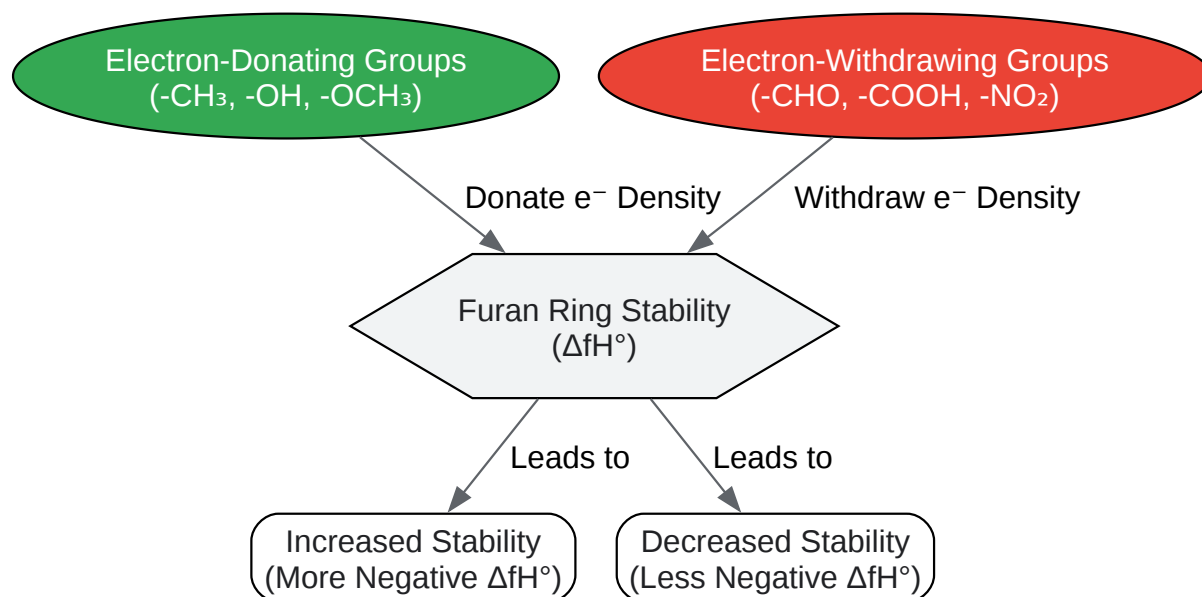 Electron-Donating Groups
(-CH₃, -OH, -OCH₃)
Electron-Withdrawing Groups
(-CHO, -COOH, -NO₂)
Donate e⁻ Density
Withdraw e⁻ Density
Furan Ring Stability
(ΔfH°)
Leads to
Leads to
Increased Stability
(More Negative ΔfH°)
Decreased Stability
(Less Negative ΔfH°)